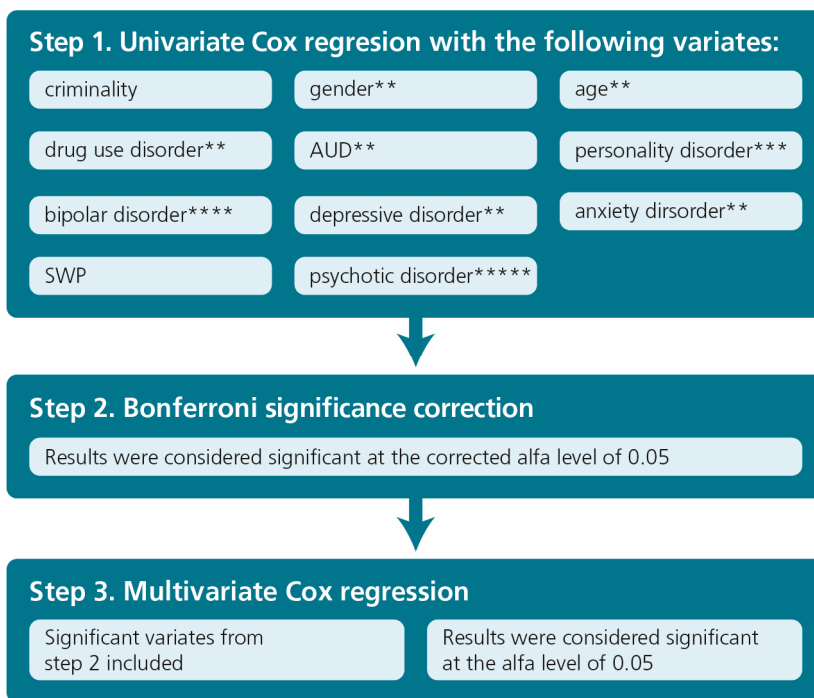 Step 1. Univariate Cox regresion with the following variates:
criminality
gender**
age**
drug use disorder**
AUD**
personality disorder***
bipolar disorder****
depressive disorder**
anxiety dirsorder**
SWP
psychotic disorder*****
Step 2. Bonferroni significance correction
Results were considered significant at the corrected alfa level of 0.05
Step 3. Multivariate Cox regression
Significant variates from
step 2 included
Results were considered significant
at the alfa level of 0.05